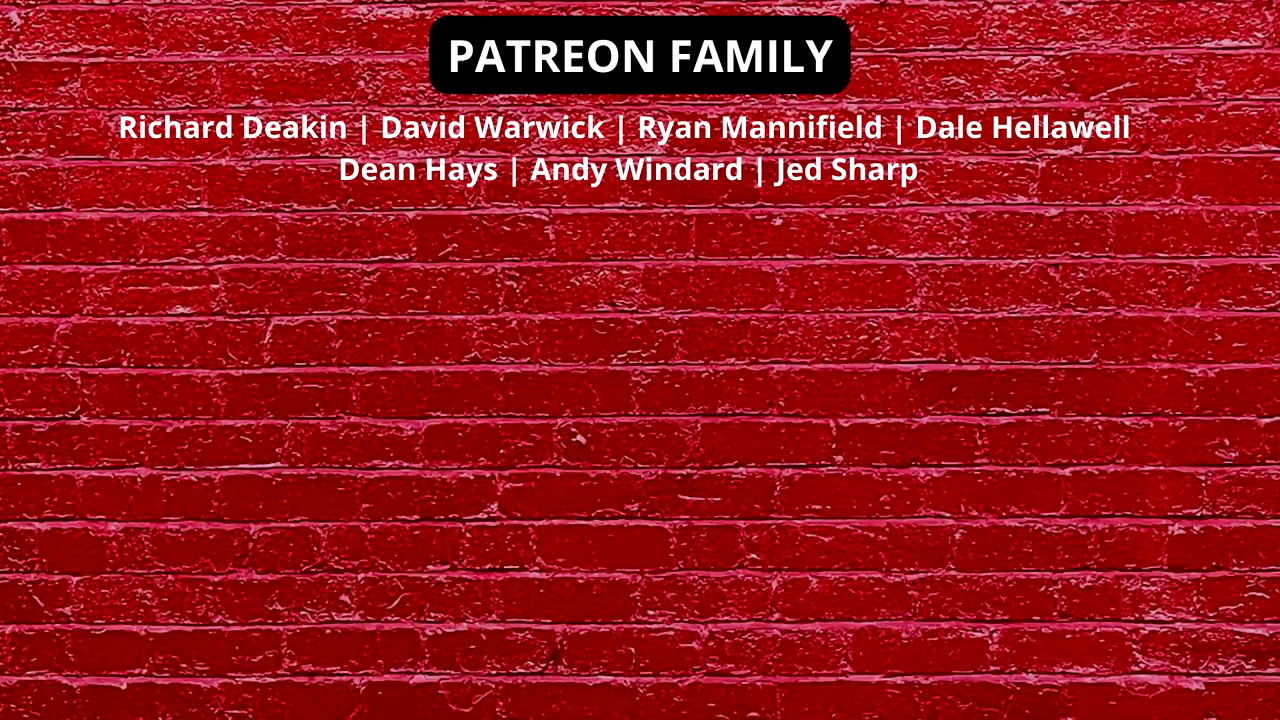 PATREON FAMILY
Richard Deakin | David Warwick | Ryan Mannifield | Dale Hellawell
Dean Hays | Andy Windard | Jed Sharp